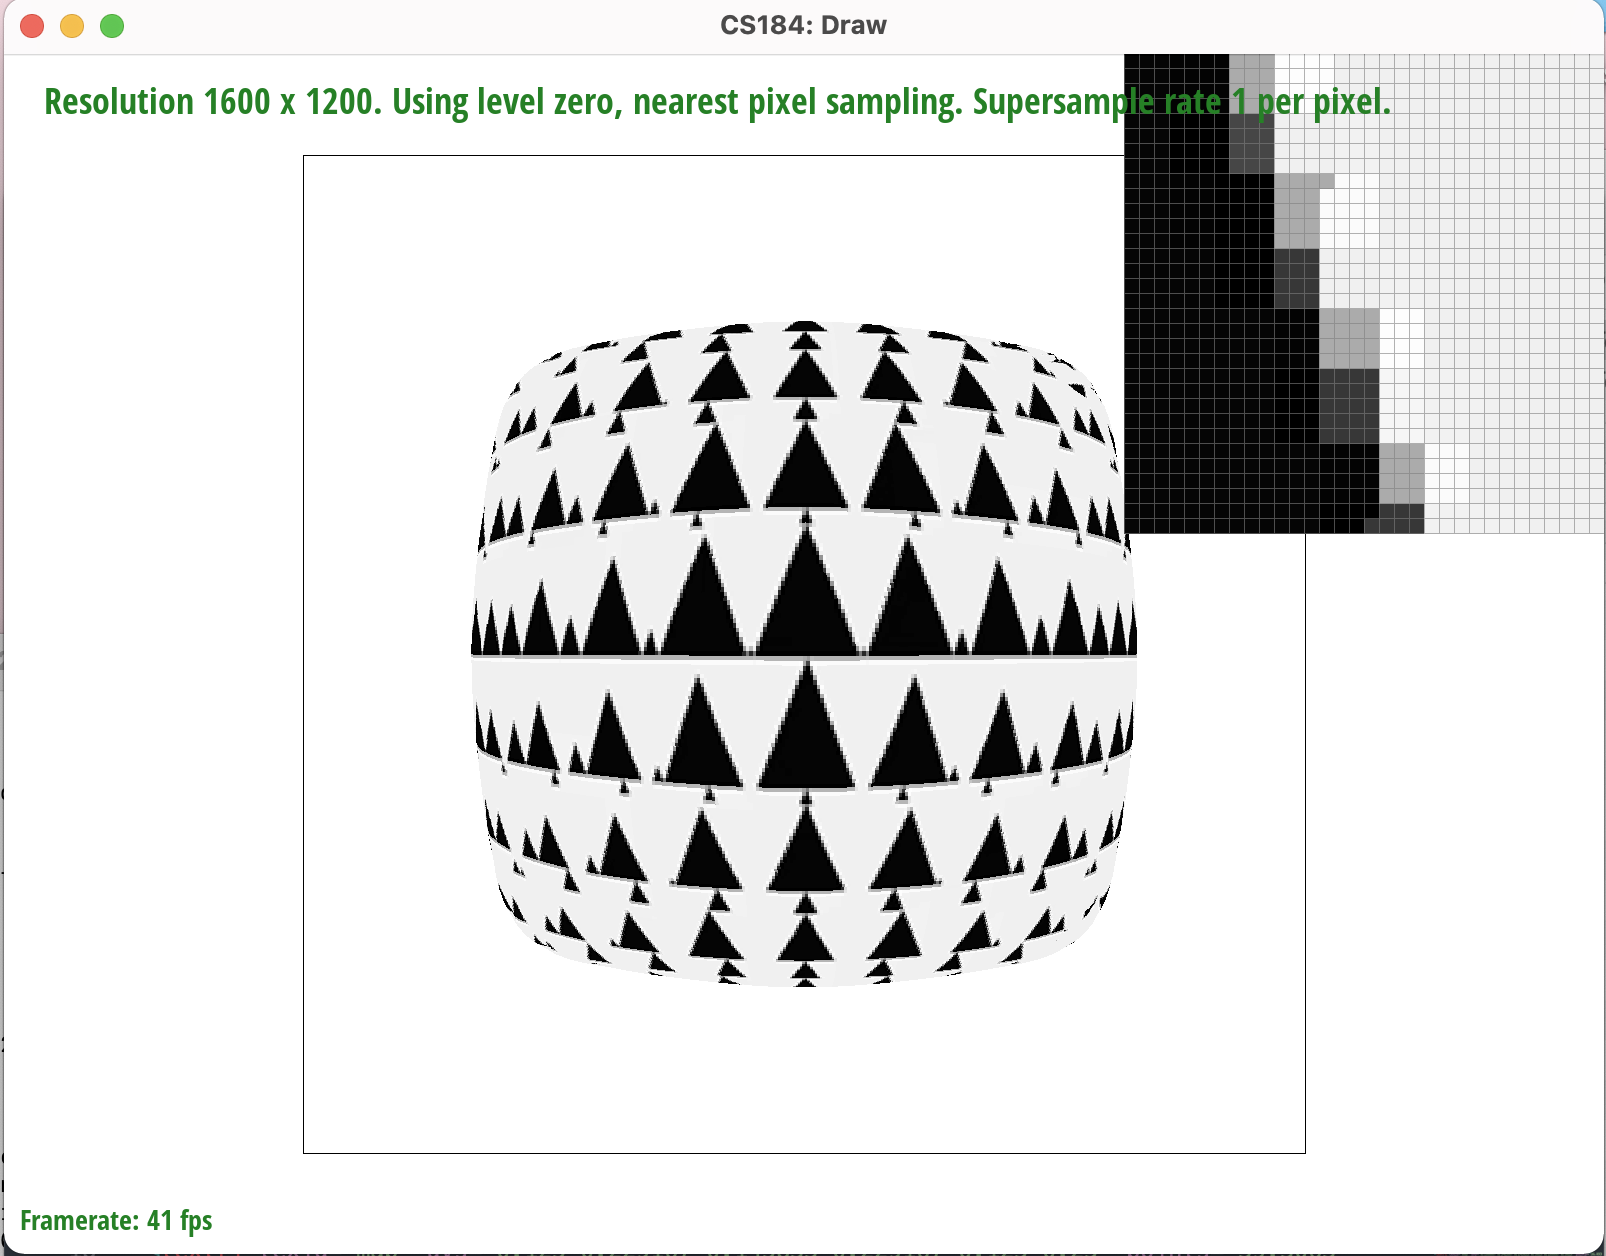 CS184: Draw
Resolution 1600 x 1200. Using level zero, nearest pixel sampling. Supersample rate 1 per pixel.
Framerate: 41 fps